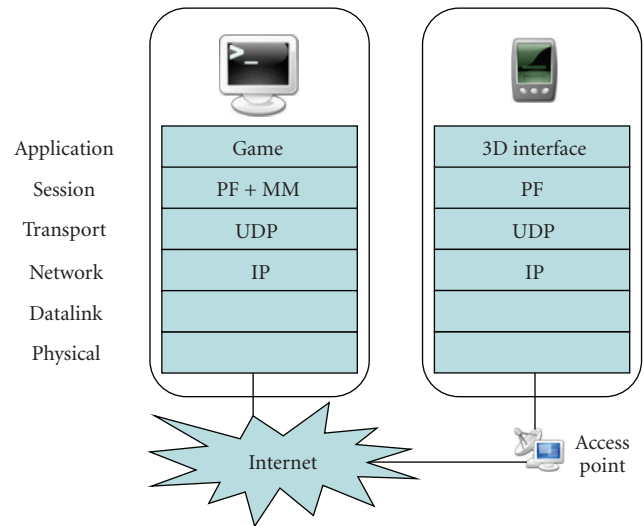 >_
Application Game 3D interface
Session PF + MM PF
Transport UDP UDP
Network IP IP
Datalink
Physical
Internet
Access
point